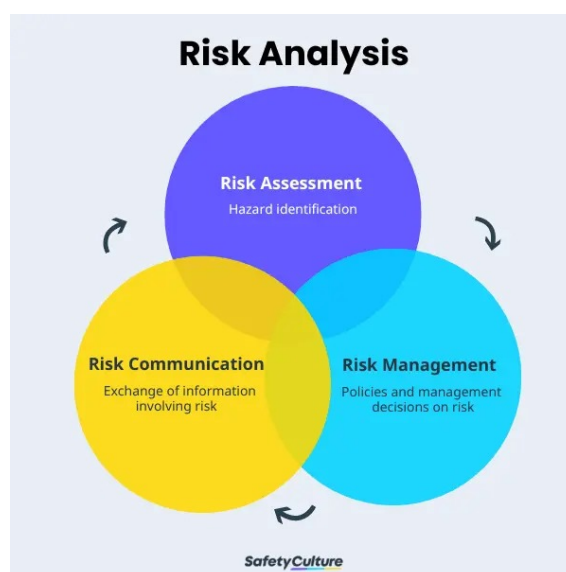 Risk Analysis
Risk Assessment
Hazard identification
Risk Communication
Exchange of information
involving risk
Risk Management
Policies and management
decisions on risk
SafetyCulture